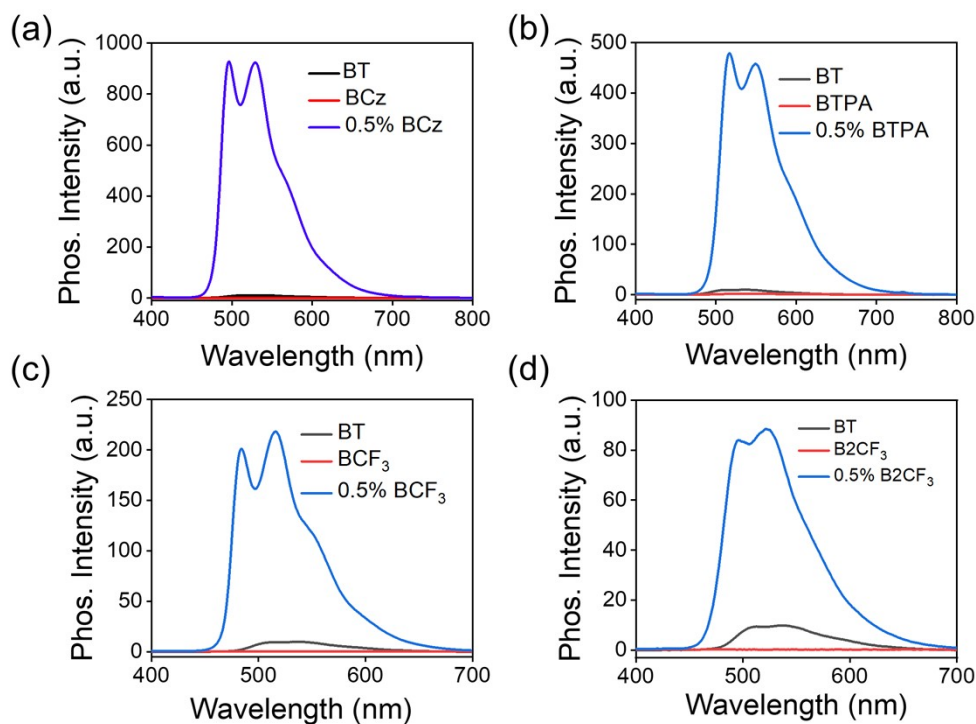 (a)
Phos. Intensity (a.u.)
1000
800
600
400
200
0
BT
BCz
0.5% BCz
400 500 600 700 800
Wavelength (nm)
(b)
Phos. Intensity (a.u.)
500
400
300
200
100
0
BT
BTPA
0.5% BTPA
400 500 600 700 800
Wavelength (nm)
(c)
Phos. Intensity (a.u.)
250
200
150
100
50
0
BT
BCF₃
0.5% BCF₃
400 500 600 700
Wavelength (nm)
(d)
Phos. Intensity (a.u.)
100
80
60
40
20
0
BT
B2CF₃
0.5% B2CF₃
400 500 600 700
Wavelength (nm)